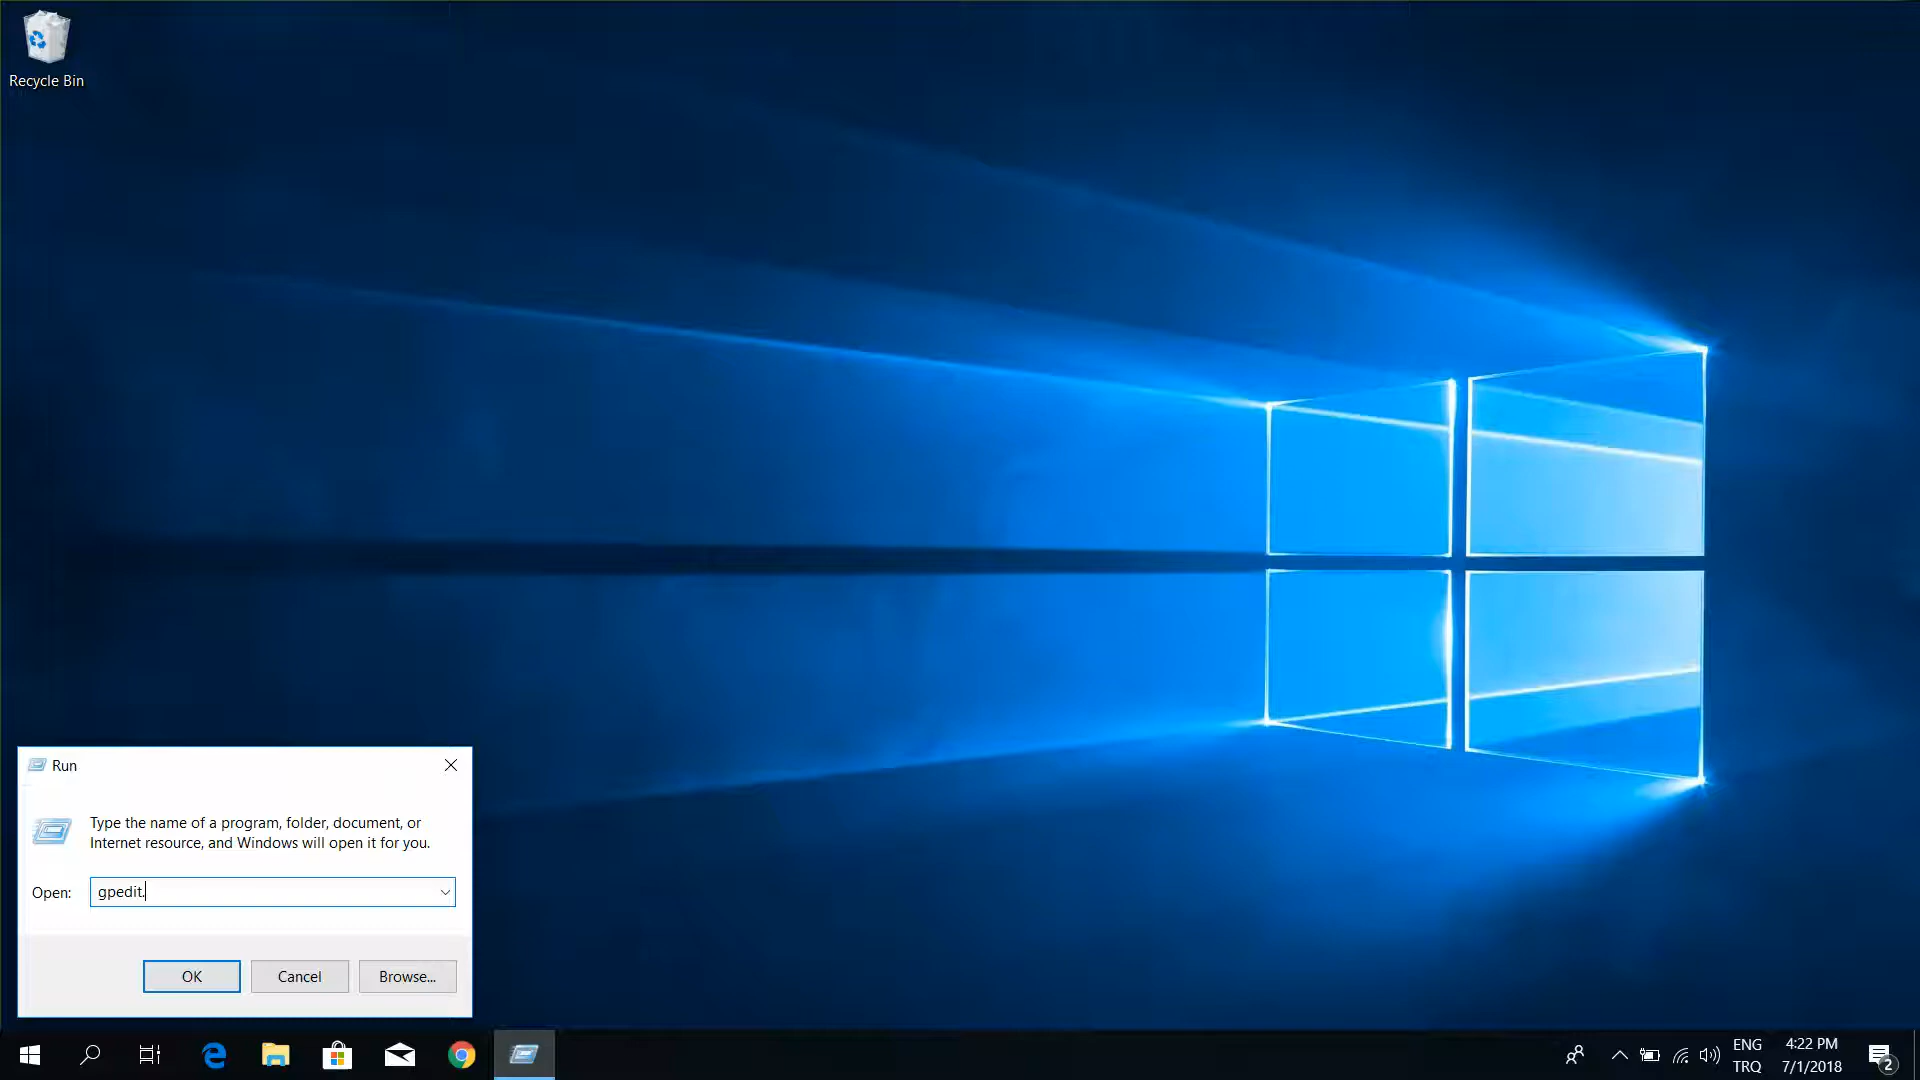 Recycle Bin
Run
Type the name of a program, folder, document, or
Internet resource, and Windows will open it for you.
Open:
gpedit.
OK
Cancel
Browse...
ENG
TRQ
4:22 PM
7/1/2018
2